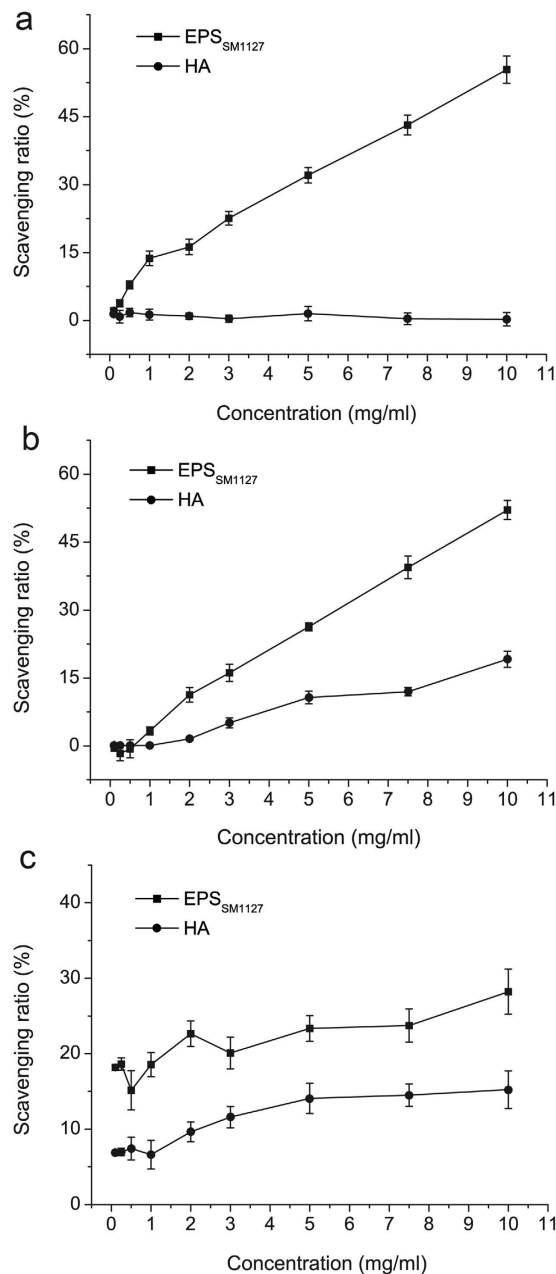 a
60
45
30
15
0
Scavenging ratio (%)
EPSSM1127
HA
0 1 2 3 4 5 6 7 8 9 10 11
Concentration (mg/ml)
b
60
45
30
15
0
Scavenging ratio (%)
EPSSM1127
HA
0 1 2 3 4 5 6 7 8 9 10 11
Concentration (mg/ml)
c
40
30
20
10
0
Scavenging ratio (%)
EPSSM1127
HA
0 1 2 3 4 5 6 7 8 9 10 11
Concentration (mg/ml)